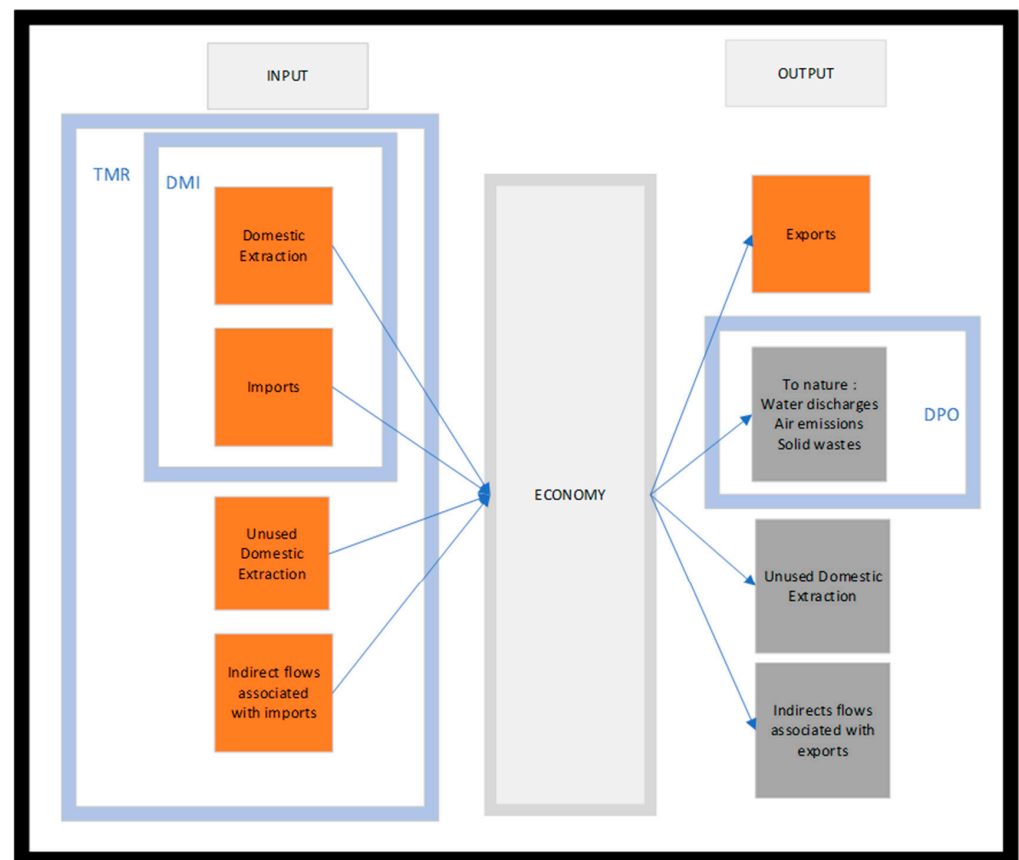 INPUT
OUTPUT
TMR
DMI
Domestic
Extraction
Imports
Unused
Domestic
Extraction
Indirect flows
associated
with imports
ECONOMY
Exports
To nature :
Water discharges
Air emissions
Solid wastes
DPO
Unused Domestic
Extraction
Indirects flows
associated with
exports